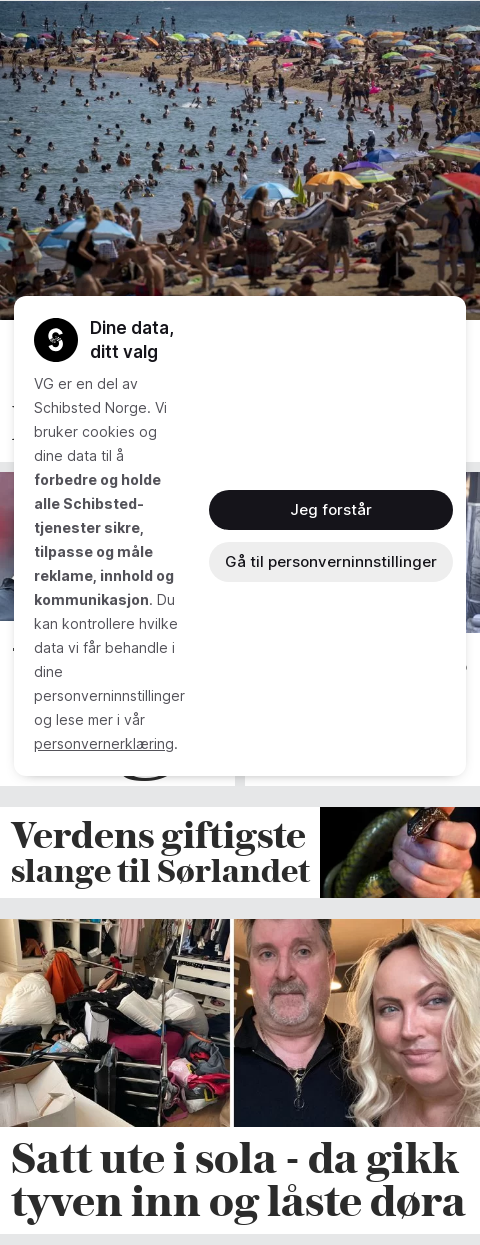 Dine data,
ditt valg
VG er en del av
Schibsted Norge. Vi
bruker cookies og
dine data til å
forbedre og holde
alle Schibsted-
tjenester sikre,
tilpasse og måle
reklame, innhold og
kommunikasjon. Du
kan kontrollere hvilke
data vi får behandle i
dine
personverninnstillinger
og lese mer i vår
personvernerklæring.
Jeg forstår
Gå til personverninnstillinger
Verdens giftigste
slange til Sørlandet
Satt ute i sola - da gikk
tyven inn og låste døra